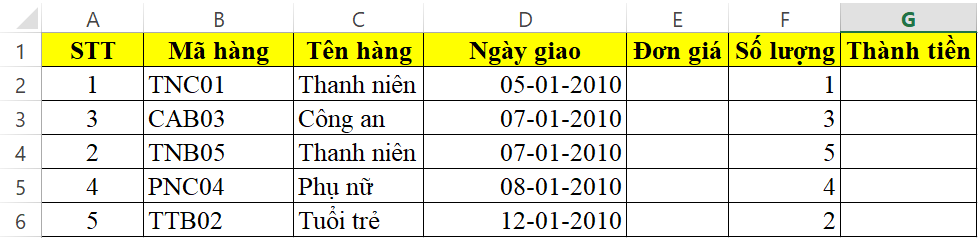 A B C D E F G
1 STT Mã hàng Tên hàng Ngày giao Đơn giá Số lượng Thành tiền
2 1 TNC01 Thanh niên 05-01-2010 1
3 3 CAB03 Công an 07-01-2010 3
4 2 TNB05 Thanh niên 07-01-2010 5
5 4 PNC04 Phụ nữ 08-01-2010 4
6 5 TTB02 Tuổi trẻ 12-01-2010 2